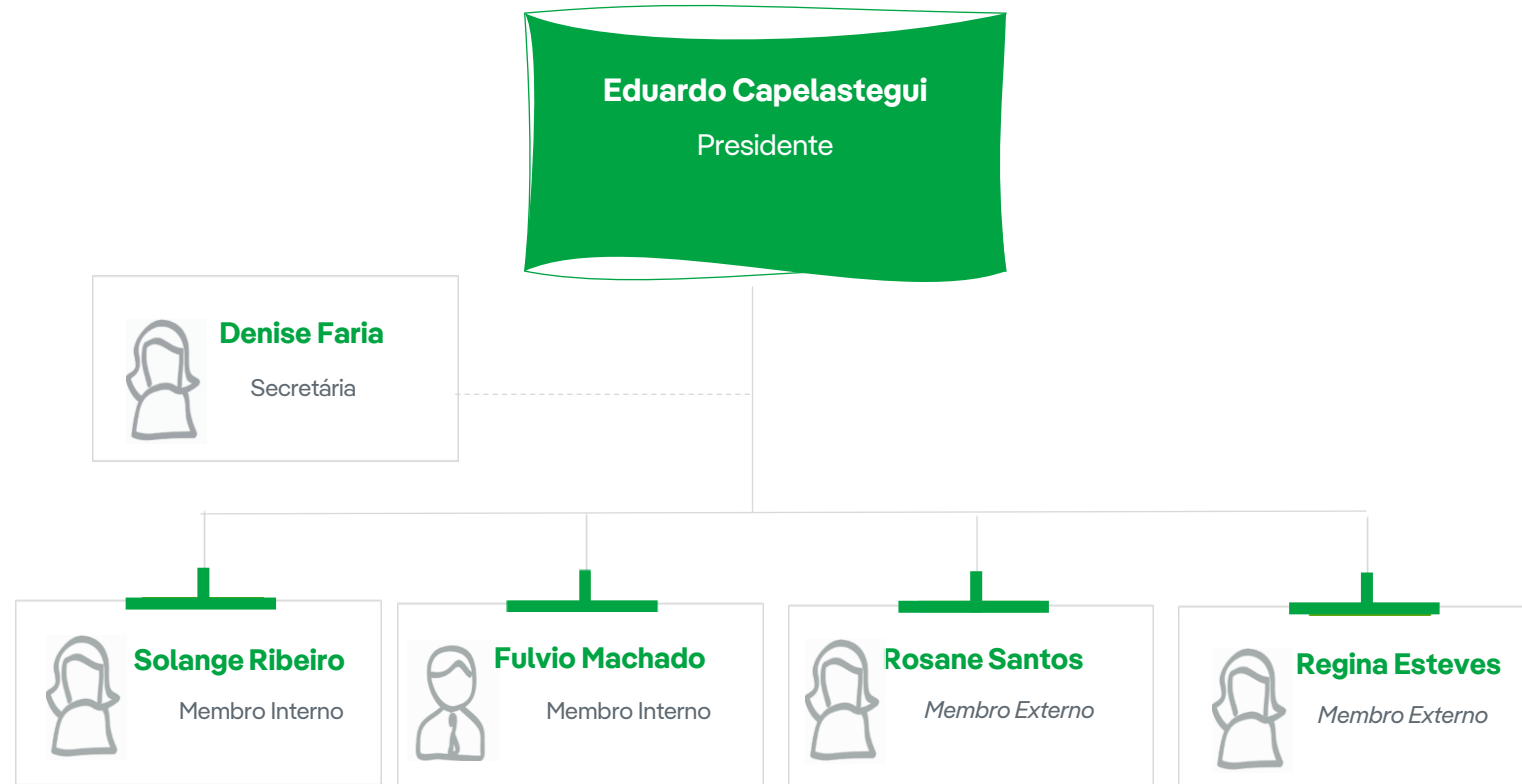 Eduardo Capelastegui
Presidente
Denise Faria
Secretária
Solange Ribeiro
Membro Interno
Fulvio Machado
Membro Interno
Rosane Santos
Membro Externo
Regina Esteves
Membro Externo